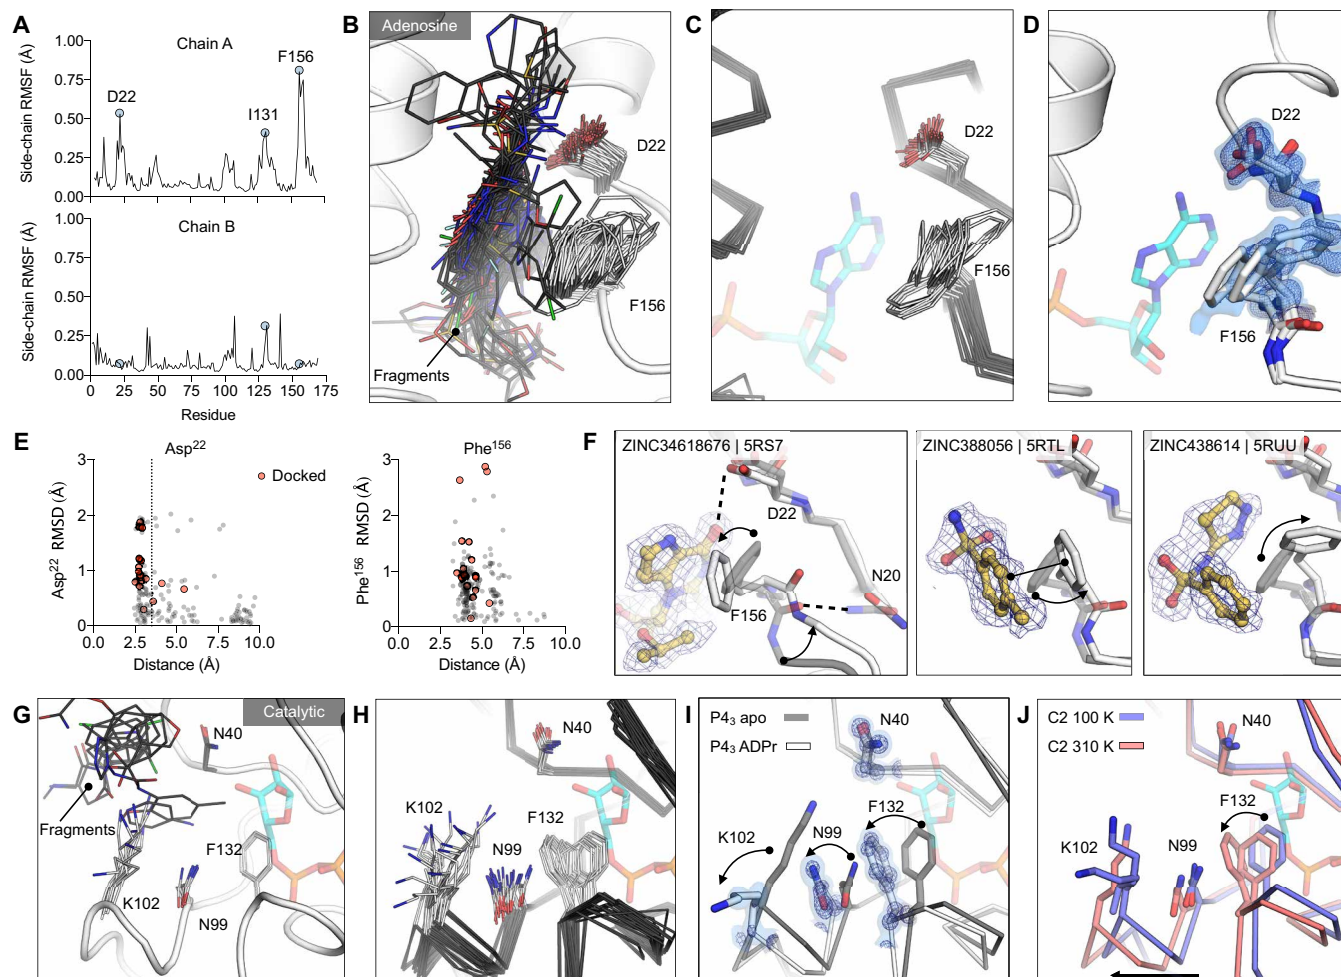 A
Chain A
Side-chain RMSF (Å)
1.00
0.75
0.50
0.25
0.00
D22
I131
F156
Chain B
Side-chain RMSF (Å)
1.00
0.75
0.50
0.25
0.00
0 25 50 75 100 125 150 175
Residue
B
Adenosine
D22
F156
Fragments
C
D22
F156
D
D22
F156
E
Asp22
Docked
Asp22 RMSD (Å)
3
2
1
0
0.0 2.5 5.0 7.5 10.0
Distance (Å)
Phe156
Phe156 RMSD (Å)
3
2
1
0
0.0 2.5 5.0 7.5 10.0
Distance (Å)
F
ZINC34618676 | 5RS7
D22
N20
F156
ZINC388056 | 5RTL
ZINC438614 | 5RUU
G
Catalytic
N40
Fragments
F132
K102
N99
H
N40
K102
F132
N99
I
P43 apo
P43 ADPr
N40
F132
K102
N99
J
C2 100 K
C2 310 K
N40
F132
K102
N99